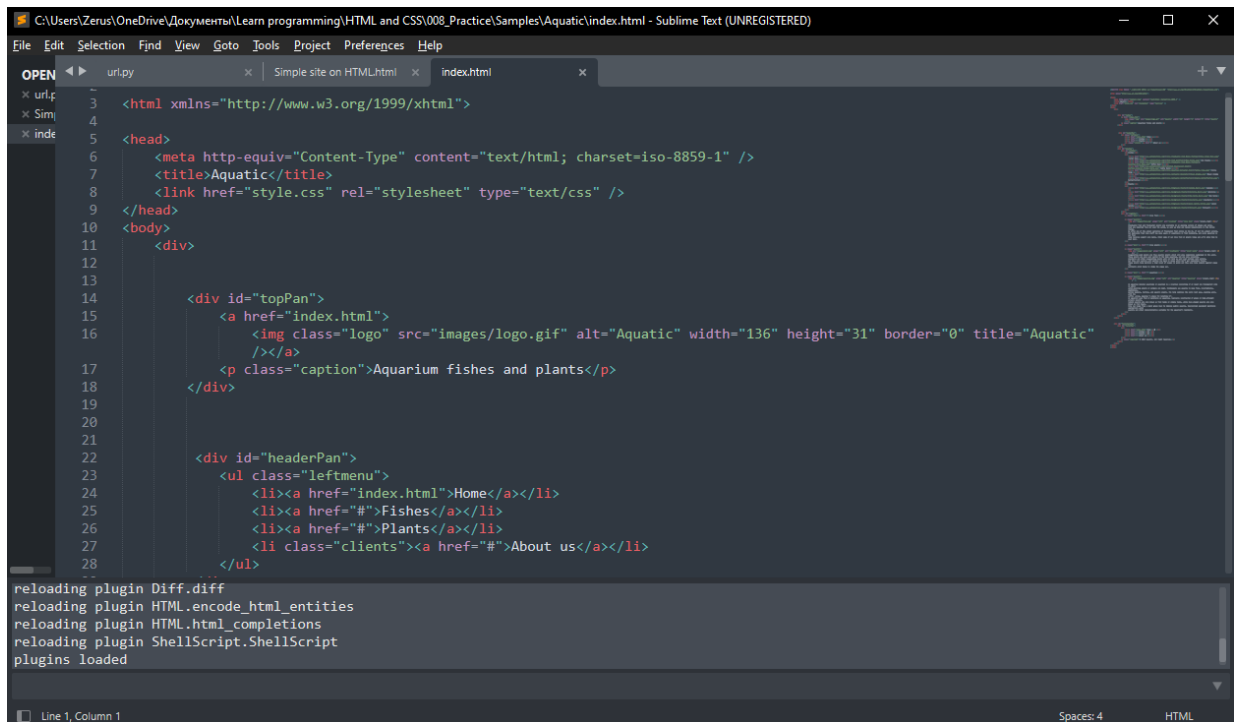 C:\Users\Zerus\OneDrive\Документы\Learn programming\HTML and CSS\008_Practice\Samples\Aquatic\index.html - Sublime Text (UNREGISTERED)
File Edit Selection Find View Goto Tools Project Preferences Help
OPEN
url.p
Sim
inde
url.py
Simple site on HTML.html
index.html
3 <html xmlns="http://www.w3.org/1999/xhtml">
4
5 <head>
6 <meta http-equiv="Content-Type" content="text/html; charset=iso-8859-1" />
7 <title>Aquatic</title>
8 <link href="style.css" rel="stylesheet" type="text/css" />
9 </head>
10 <body>
11 <div>
12
13
14 <div id="topPan">
15 <a href="index.html">
16 <img class="logo" src="images/logo.gif" alt="Aquatic" width="136" height="31" border="0" title="Aquatic"
/></a>
17 <p class="caption">Aquarium fishes and plants</p>
18 </div>
19
20
21
22 <div id="headerPan">
23 <ul class="leftmenu">
24 <li><a href="index.html">Home</a></li>
25 <li><a href="#">Fishes</a></li>
26 <li><a href="#">Plants</a></li>
27 <li class="clients"><a href="#">About us</a></li>
28 </ul>
reloading plugin Diff.diff
reloading plugin HTML.encode_html_entities
reloading plugin HTML.html_completions
reloading plugin ShellScript.ShellScript
plugins loaded
Line 1, Column 1
Spaces: 4
HTML